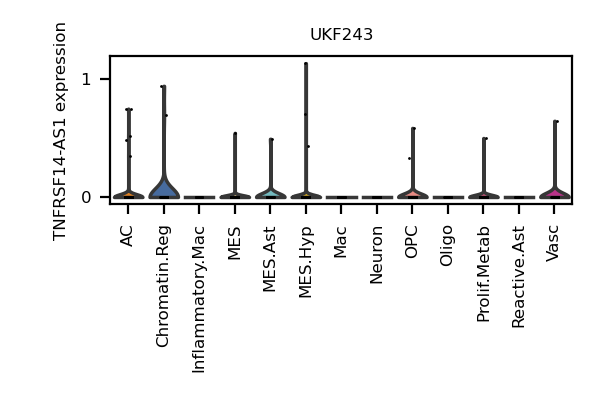 UKF243
TNFRSF14-AS1 expression
1
0
AC
Chromatin.Reg
Inflammatory.Mac
MES
MES.Ast
MES.Hyp
Mac
Neuron
OPC
Oligo
Prolif.Metab
Reactive.Ast
Vasc